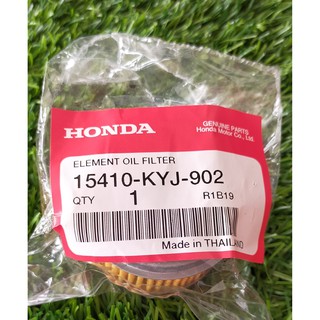 HONDA
GENUINE PARTS
Honda Motor Co., Ltd.
ELEMENT OIL FILTER
15410-KYJ-902
QTY 1 R1B19
Made in THAILAND